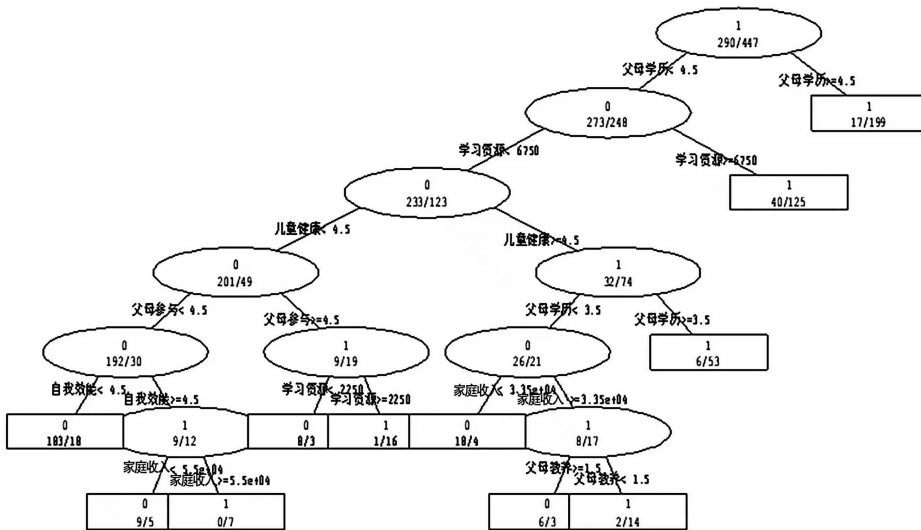 1
290/447
父母学历< 4.5
父母学历>=4.5
0
273/248
1
17/199
学习资源< 6750
学习资源>=6750
0
233/123
1
40/125
儿童健康< 4.5
儿童健康>=4.5
0
201/49
1
32/74
父母参与< 4.5
父母参与>=4.5
父母学历< 3.5
父母学历>=3.5
0
192/30
1
9/19
0
26/21
1
6/53
自我效能< 4.5
自我效能>=4.5
学习资源< 2250
学习资源>=2250
家庭收入< 3.35e+04
家庭收入>=3.35e+04
0
183/18
1
9/12
0
8/3
1
1/16
0
18/4
1
8/17
家庭收入< 5.5e+04
家庭收入>=5.5e+04
父母教养>=1.5
父母教养< 1.5
0
9/5
1
0/7
0
6/3
1
2/14